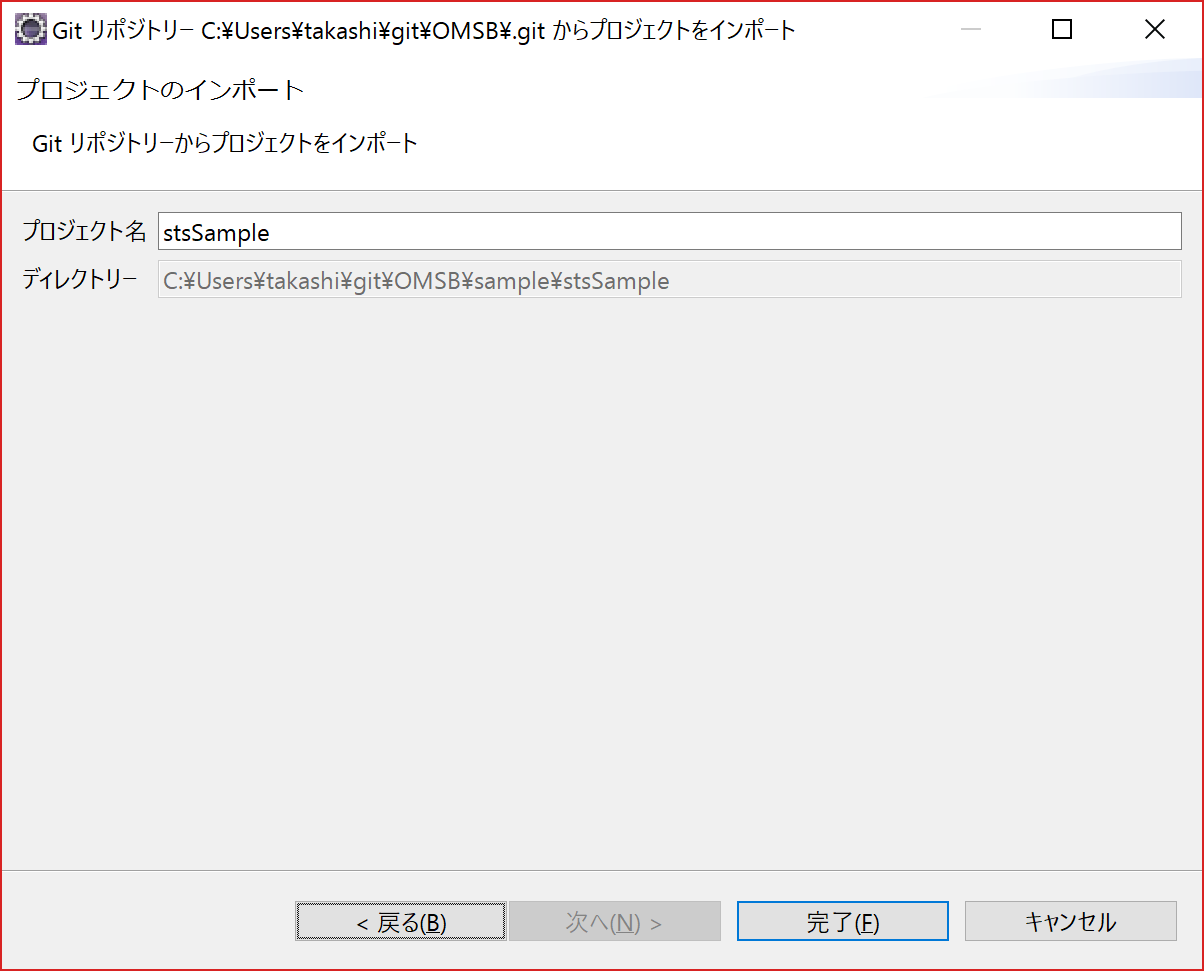 Git リポジトリー C:¥Users¥takashi¥git¥OMSB¥.git からプロジェクトをインポート
プロジェクトのインポート
Git リポジトリーからプロジェクトをインポート
プロジェクト名 stsSample
ディレクトリー C:¥Users¥takashi¥git¥OMSB¥sample¥stsSample
< 戻る(B) 次へ(N) > 完了(F) キャンセル